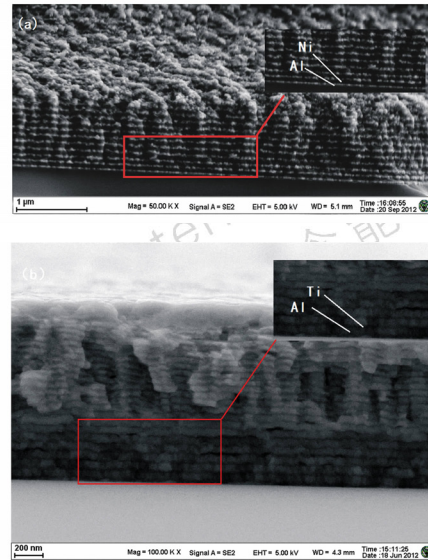 (a)
Ni
Al
1 µm
Mag = 50.00 K X Signal A = SE2 EHT = 5.00 kV WD = 5.1 mm Time :16:08:55
Date :20 Sep 2012
(b)
Ti
Al
200 nm
Mag = 100.00 K X Signal A = SE2 EHT = 5.00 kV WD = 4.3 mm Time :15:11:25
Date :18 Jun 2012